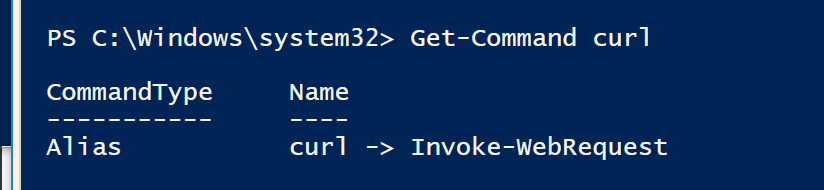 PS C:\Windows\system32> Get-Command curl
CommandType     Name
-----------     ----
Alias           curl -> Invoke-WebRequest